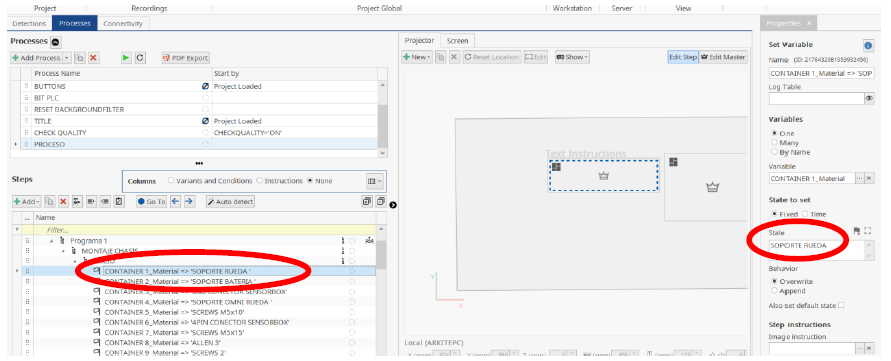 Project Recordings Project Global Workstation Server View
Detections Processes Connectivity
Processes
Add Process PDF Export
Process Name Start by
BUTTONS Project Loaded
BIT PLC
RESET BACKGROUNDFILTER
TITLE Project Loaded
CHECK QUALITY CHECKQUALITY='ON'
PROCESO
Steps
Columns Variants and Conditions Instructions None
Add Go To Auto detect
... Name
Filter...
Programa 1
MONTAJE CHASIS
CONTAINER 1_Material => 'SOPORTE RUEDA '
CONTAINER 2_Material => 'SOPORTE BATERIA '
CONTAINER CONECTOR SENSORBOX'
CONTAINER 4_Material => 'SOPORTE OMNI RUEDA '
CONTAINER 5_Material => 'SCREWS M5x10'
CONTAINER 6_Material => '4PIN CONECTOR SENSORBOX'
CONTAINER 7_Material => 'SCREWS M5x15'
CONTAINER 8_Material => 'ALLEN 3'
CONTAINER 9_Material => 'SCREWS 2'
Projector Screen
New Reset Location Edit Show Edit Step Edit Master
Text Instructions
Y
X
Local (ARKITEPC)
Properties ×
Set Variable
Name (ID: 2176432981953932456)
CONTAINER 1_Material => 'SOP
Log Table
Variables
One
Many
By Name
Variable
CONTAINER 1_Material
State to set
Fixed Time
State
SOPORTE RUEDA
Behavior
Overwrite
Append
Also set default state
Step Instructions
Image instruction